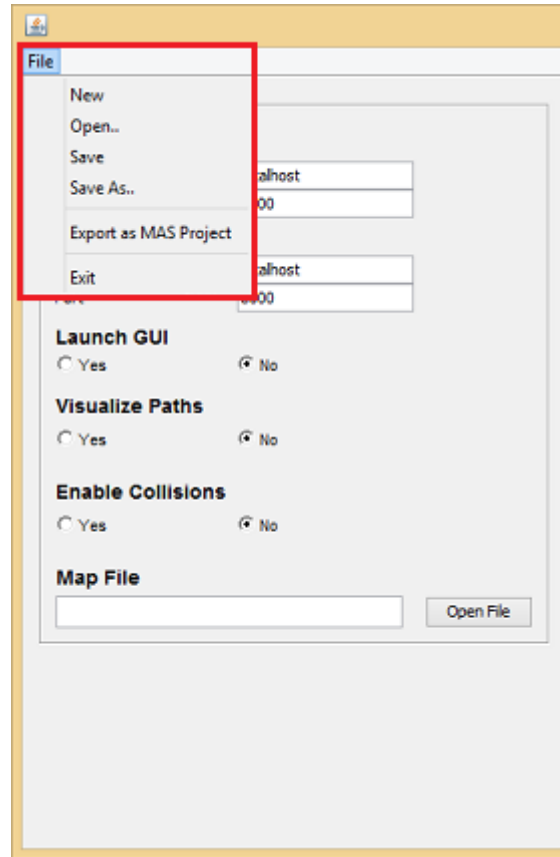 File
New
Open..
Save
Save As..
Export as MAS Project
Exit
Launch GUI
Yes No
Visualize Paths
Yes No
Enable Collisions
Yes No
Map File
Open File